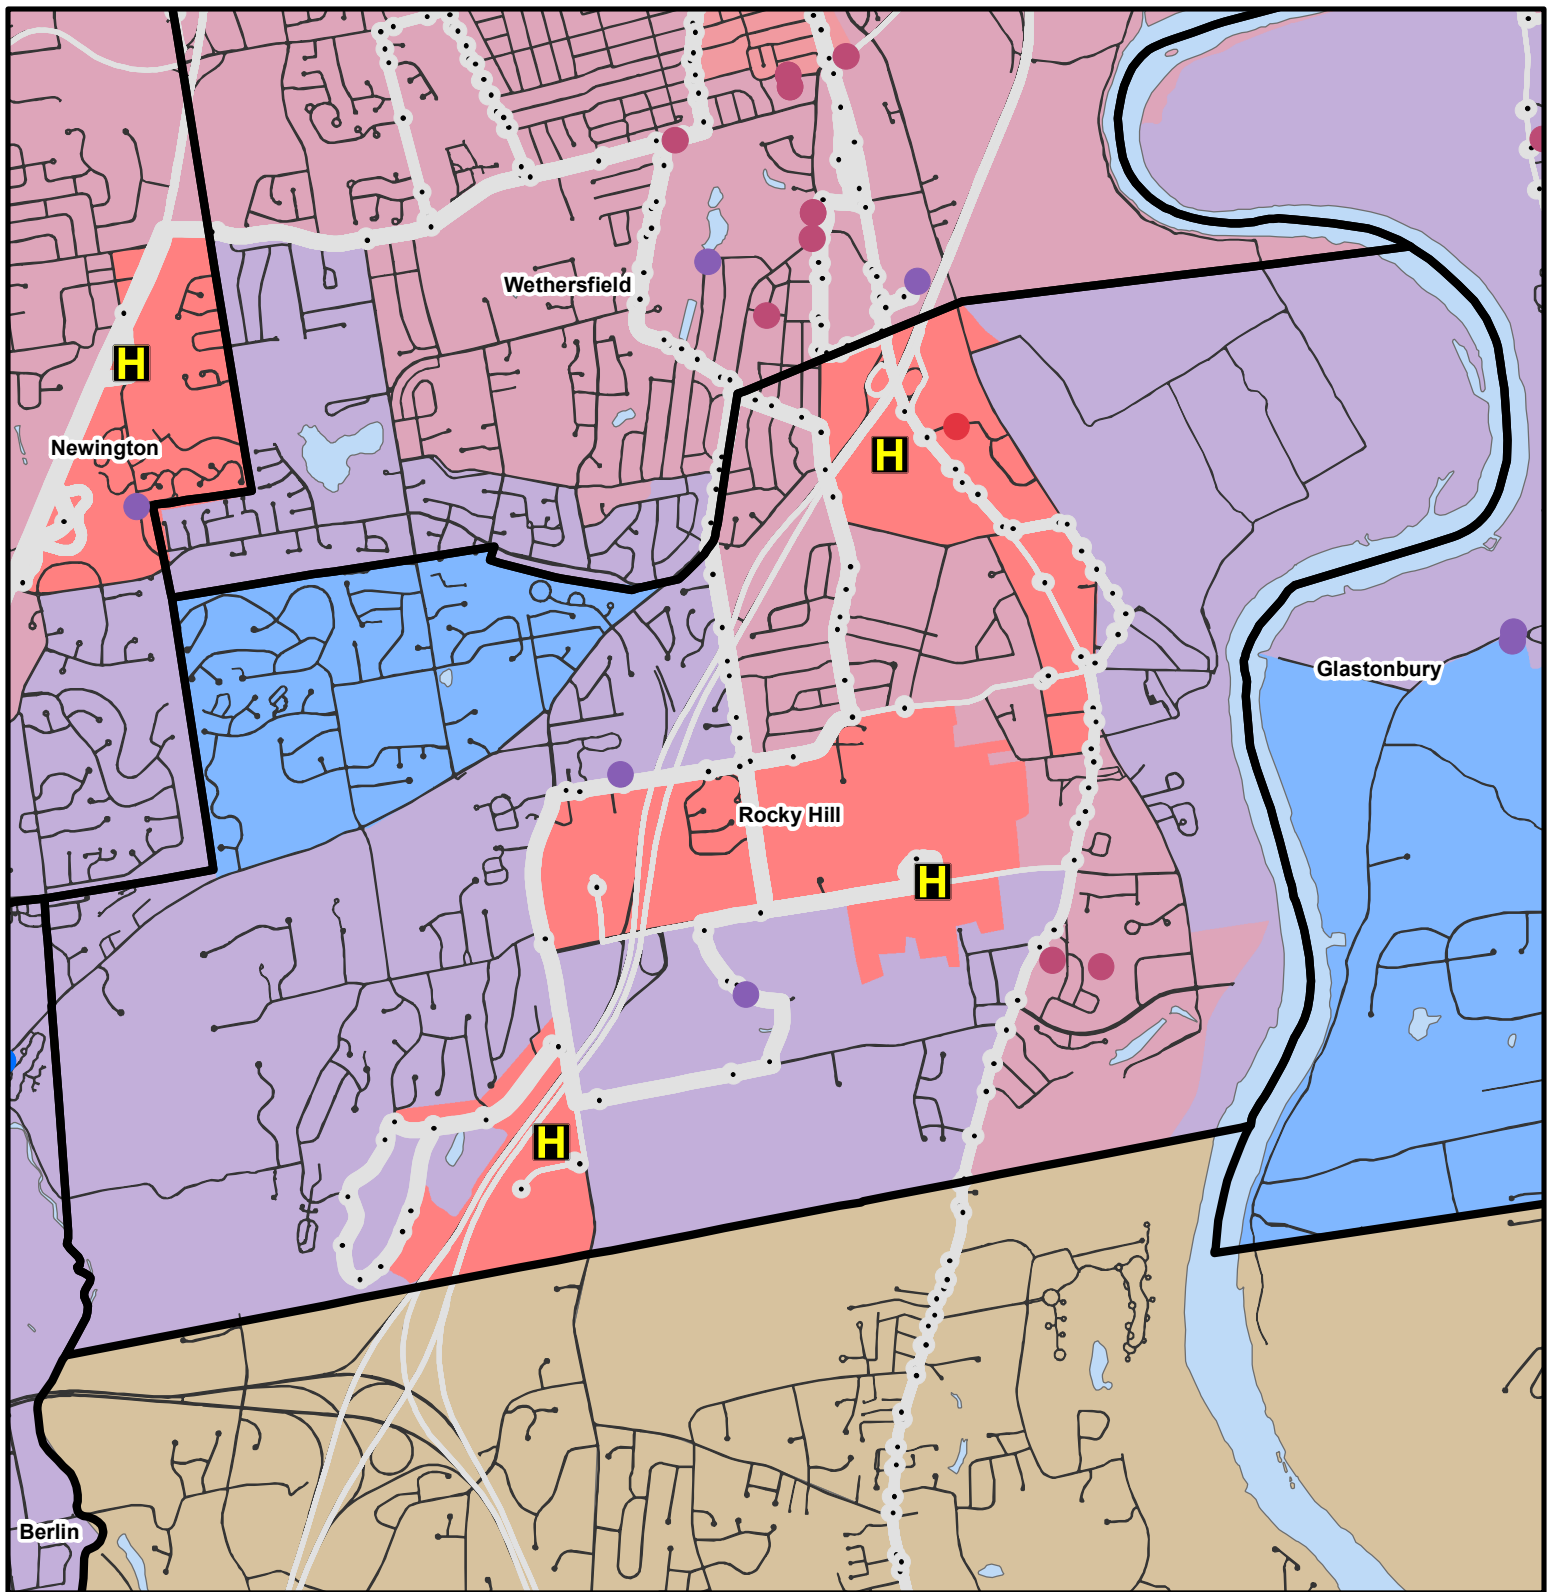 Wethersfield
H
Newington
H
Glastonbury
Rocky Hill
H
H
Berlin